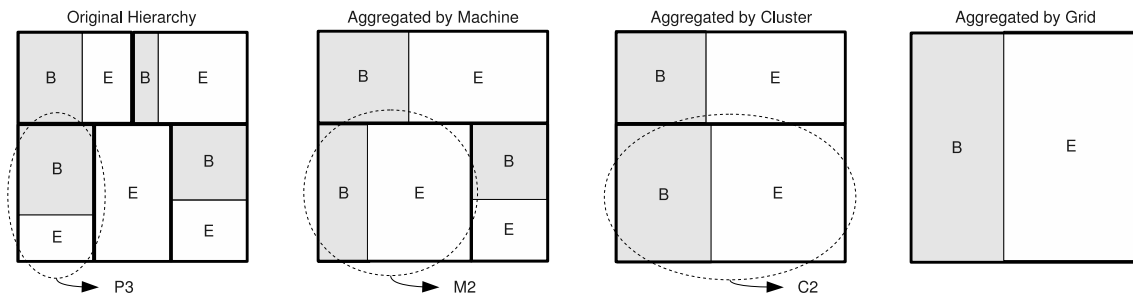 Original Hierarchy
B E B E
B E B
E E
P3
Aggregated by Machine
B E
B E B
E
M2
Aggregated by Cluster
B E
B E
C2
Aggregated by Grid
B E